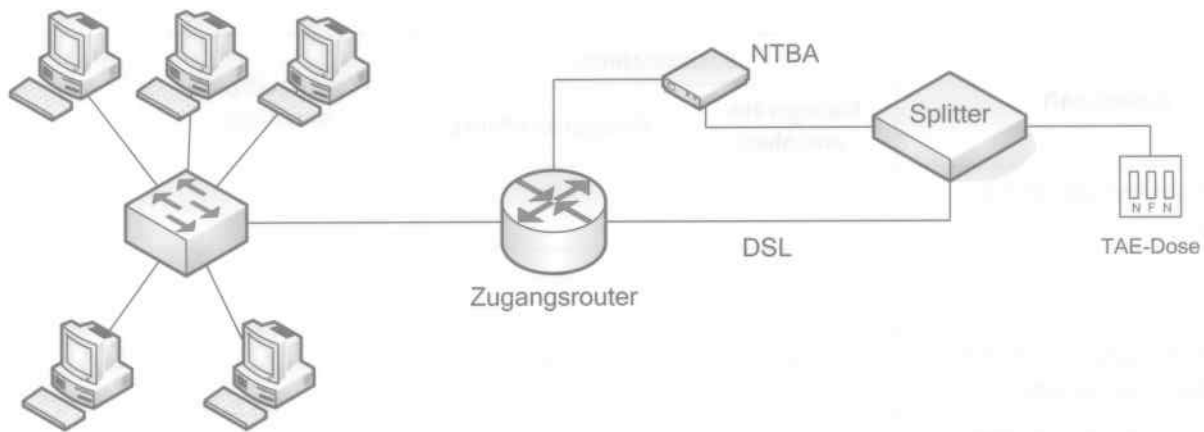 NTBA
Splitter
N F N
TAE-Dose
DSL
Zugangsrouter